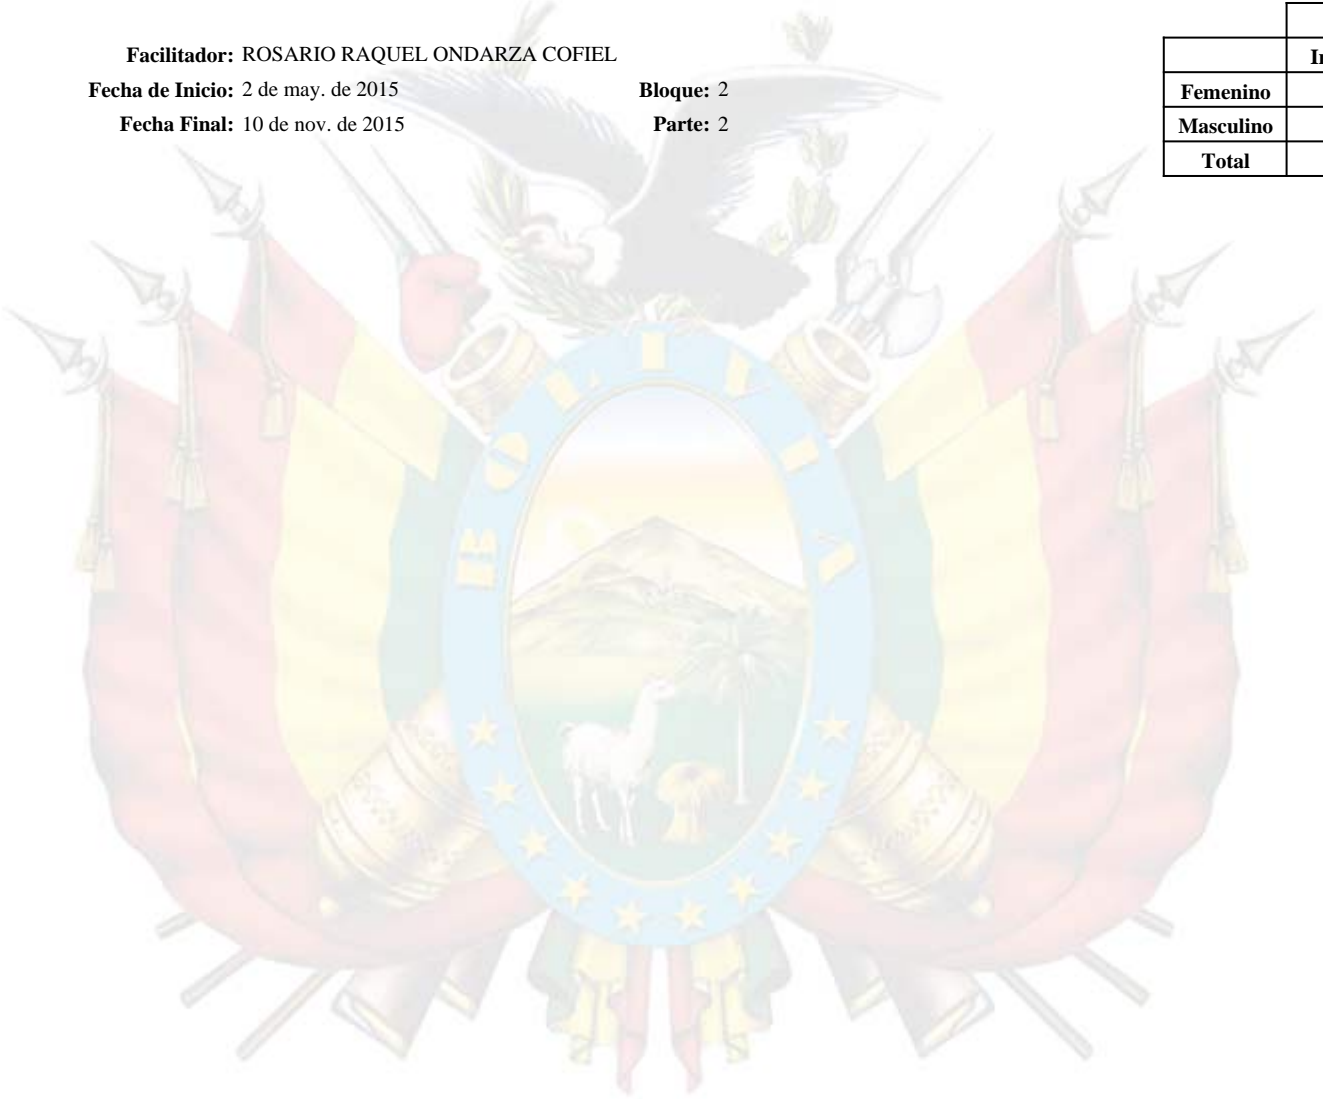 Facilitador: ROSARIO RAQUEL ONDARZA COFIEL
Fecha de Inicio: 2 de may. de 2015 Bloque: 2
Fecha Final: 10 de nov. de 2015 Parte: 2
Femenino
Masculino
Total
BOLIVIA